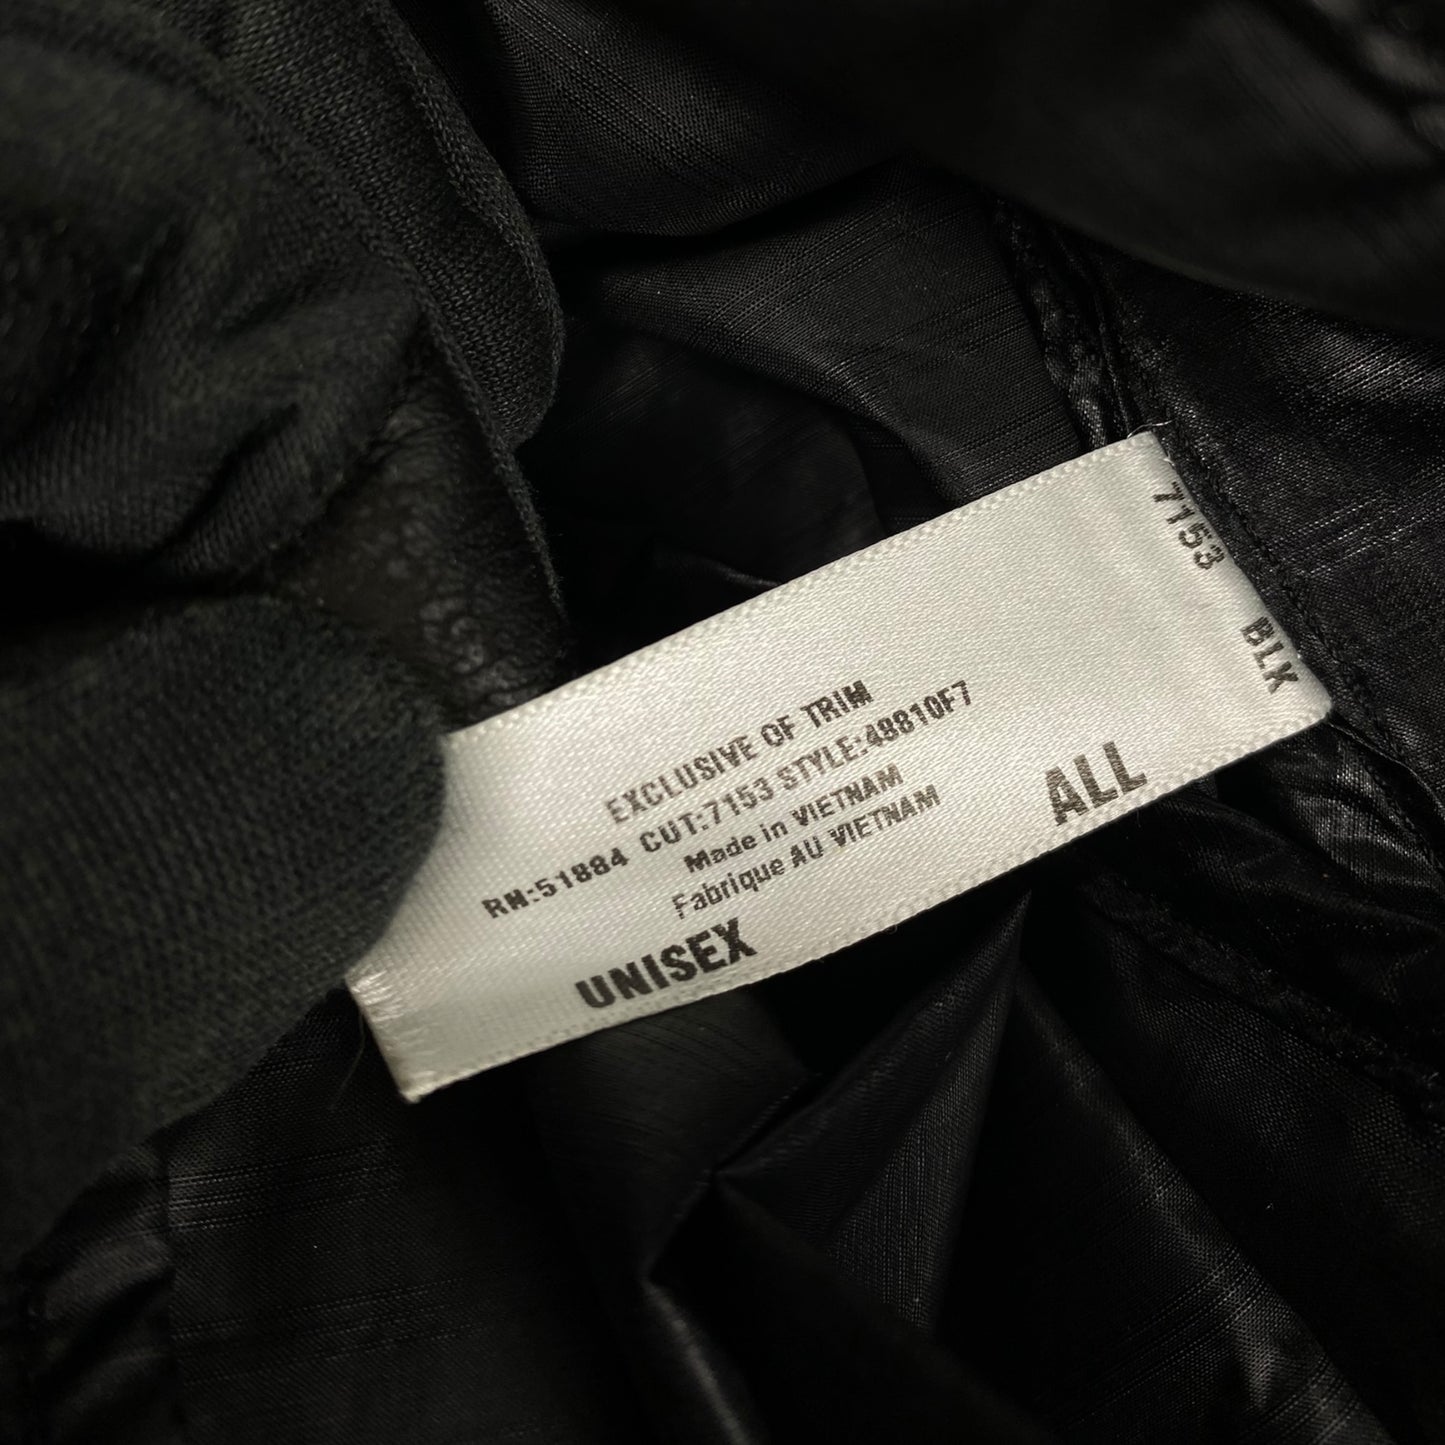 EXCLUSIVE OF TRIM
RN:51884 CUT:7153 STYLE:48810F7
Made in VIETNAM
Fabrique AU VIETNAM
UNISEX ALL
7153 BLK